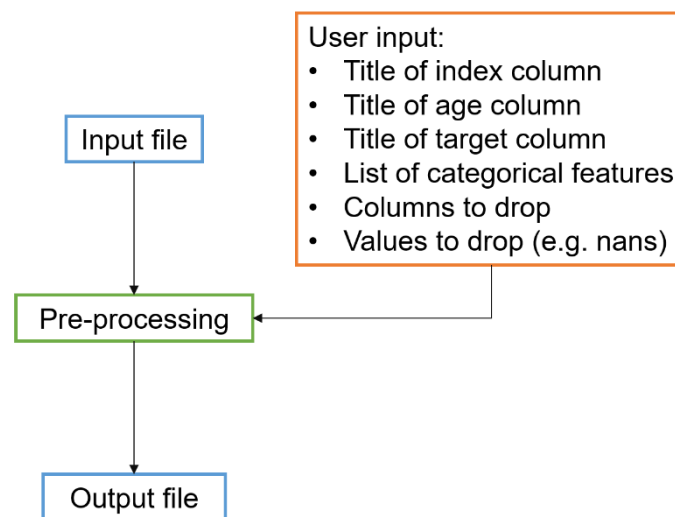 User input:
• Title of index column
• Title of age column
• Title of target column
• List of categorical features
• Columns to drop
• Values to drop (e.g. nans)
Input file
Pre-processing
Output file